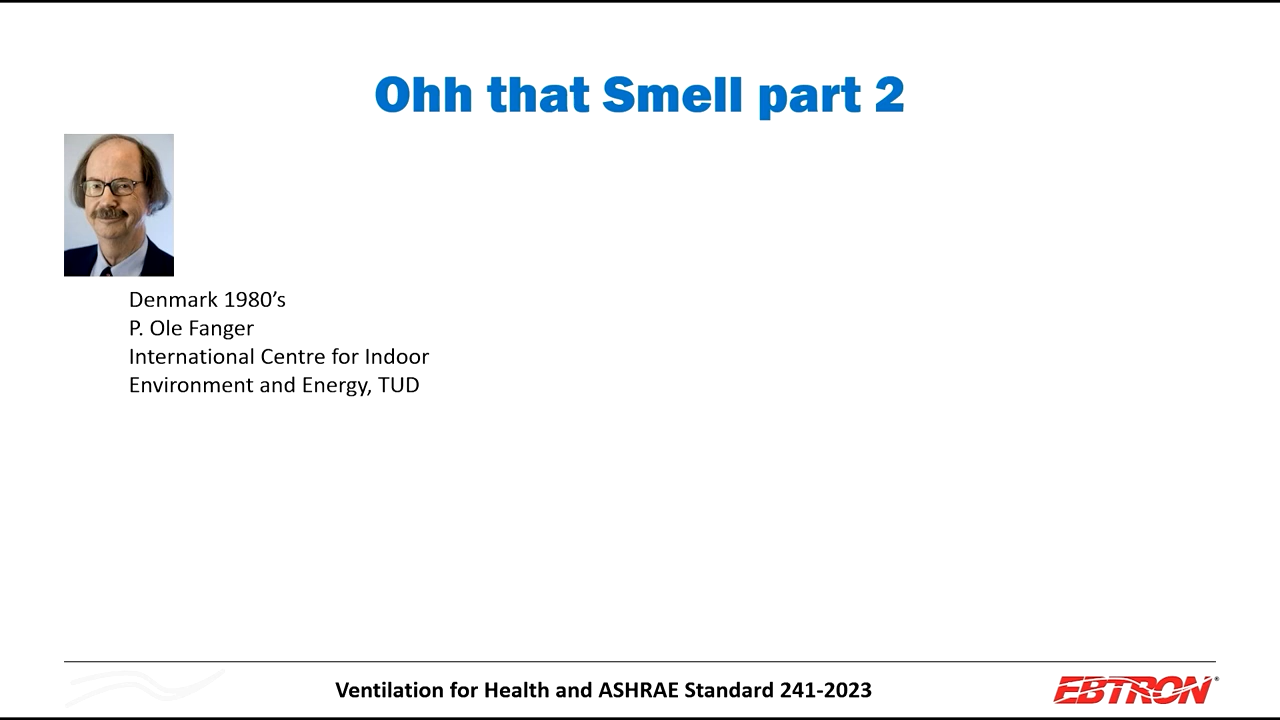 Ohh that Smell part 2
Denmark 1980’s
P. Ole Fanger
International Centre for Indoor
Environment and Energy, TUD
Ventilation for Health and ASHRAE Standard 241-2023
EBTRON®